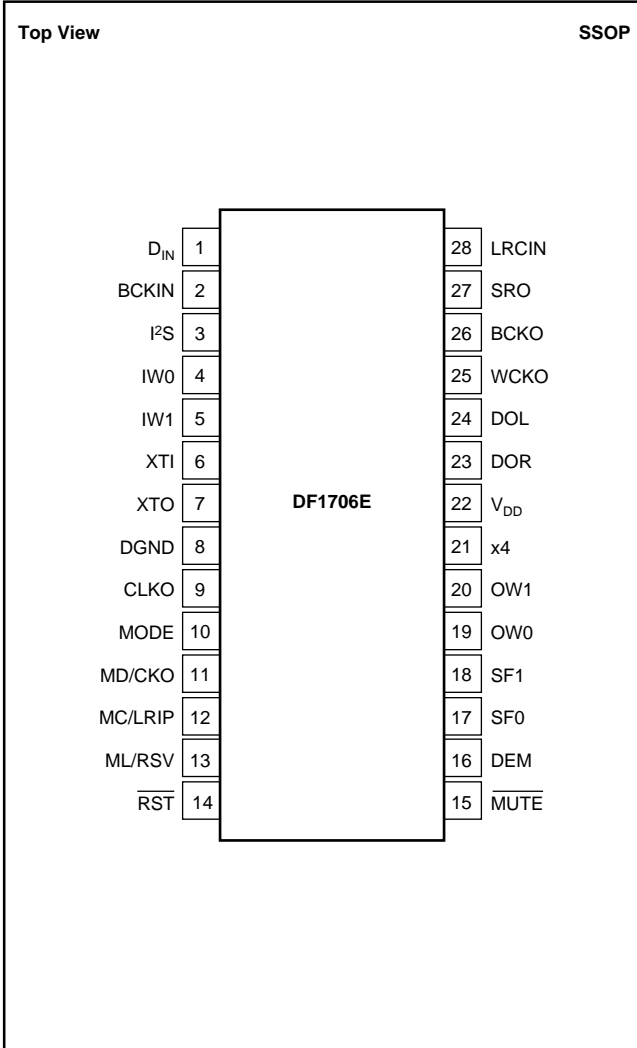 Top View SSOP
D_IN 1 28 LRCIN
BCKIN 2 27 SRO
I²S 3 26 BCKO
IW0 4 25 WCKO
IW1 5 24 DOL
XTI 6 23 DOR
XTO 7 DF1706E 22 V_DD
DGND 8 21 x4
CLKO 9 20 OW1
MODE 10 19 OW0
MD/CKO 11 18 SF1
MC/LRIP 12 17 SF0
ML/RSV 13 16 DEM
R̅S̅T̅ 14 15 M̅U̅T̅E̅